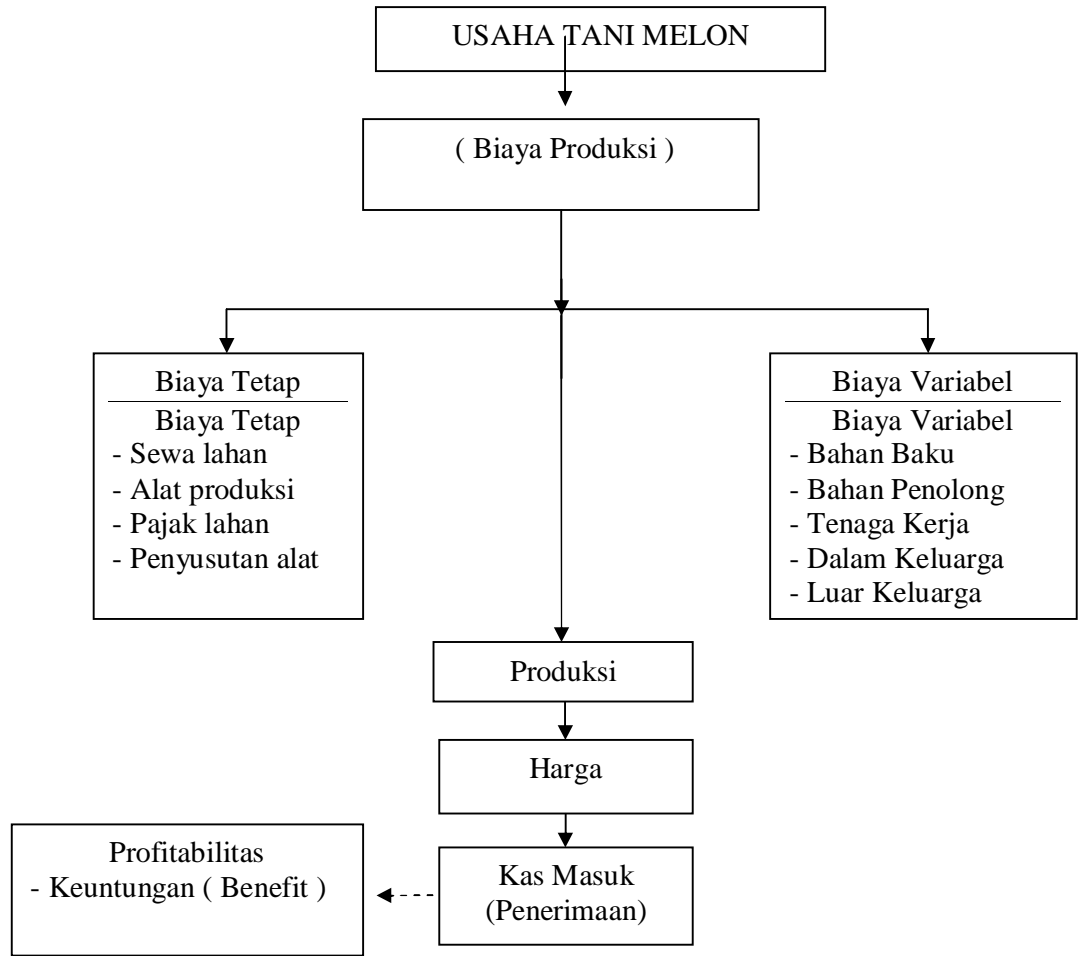 USAHA TANI MELON
( Biaya Produksi )
Biaya Tetap
Biaya Tetap
- Sewa lahan
- Alat produksi
- Pajak lahan
- Penyusutan alat
Biaya Variabel
Biaya Variabel
- Bahan Baku
- Bahan Penolong
- Tenaga Kerja
- Dalam Keluarga
- Luar Keluarga
Produksi
Harga
Kas Masuk
(Penerimaan)
Profitabilitas
- Keuntungan ( Benefit )